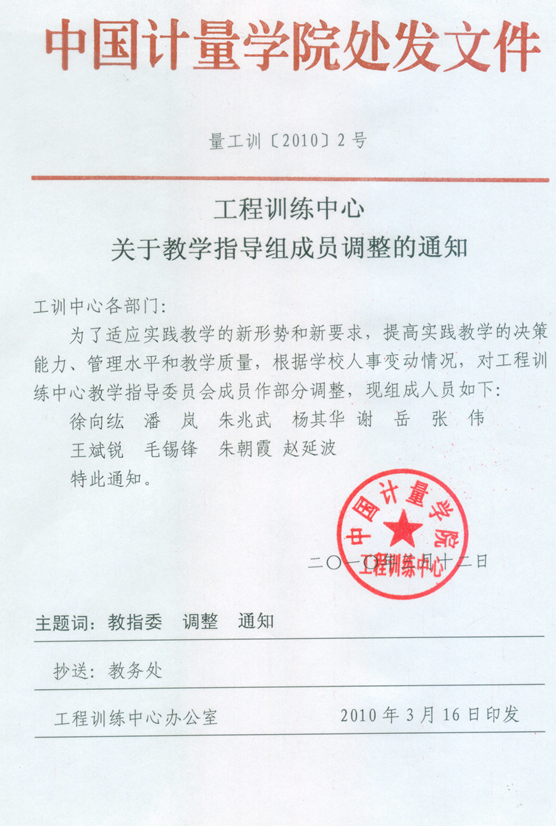 中国计量学院处发文件
量工训〔2010〕2号
工程训练中心
关于教学指导组成员调整的通知
工训中心各部门：
为了适应实践教学的新形势和新要求，提高实践教学的决策
能力、管理水平和教学质量，根据学校人事变动情况，对工程训
练中心教学指导委员会成员作部分调整，现组成人员如下：
徐向纮 潘 岚 朱兆武 杨其华 谢 岳 张 伟
王斌锐 毛锡锋 朱朝霞 赵延波
特此通知。
中国计量学院
工程训练中心
二〇一〇年 月十二日
主题词：教指委 调整 通知
抄送：教务处
工程训练中心办公室 2010年3月16日印发